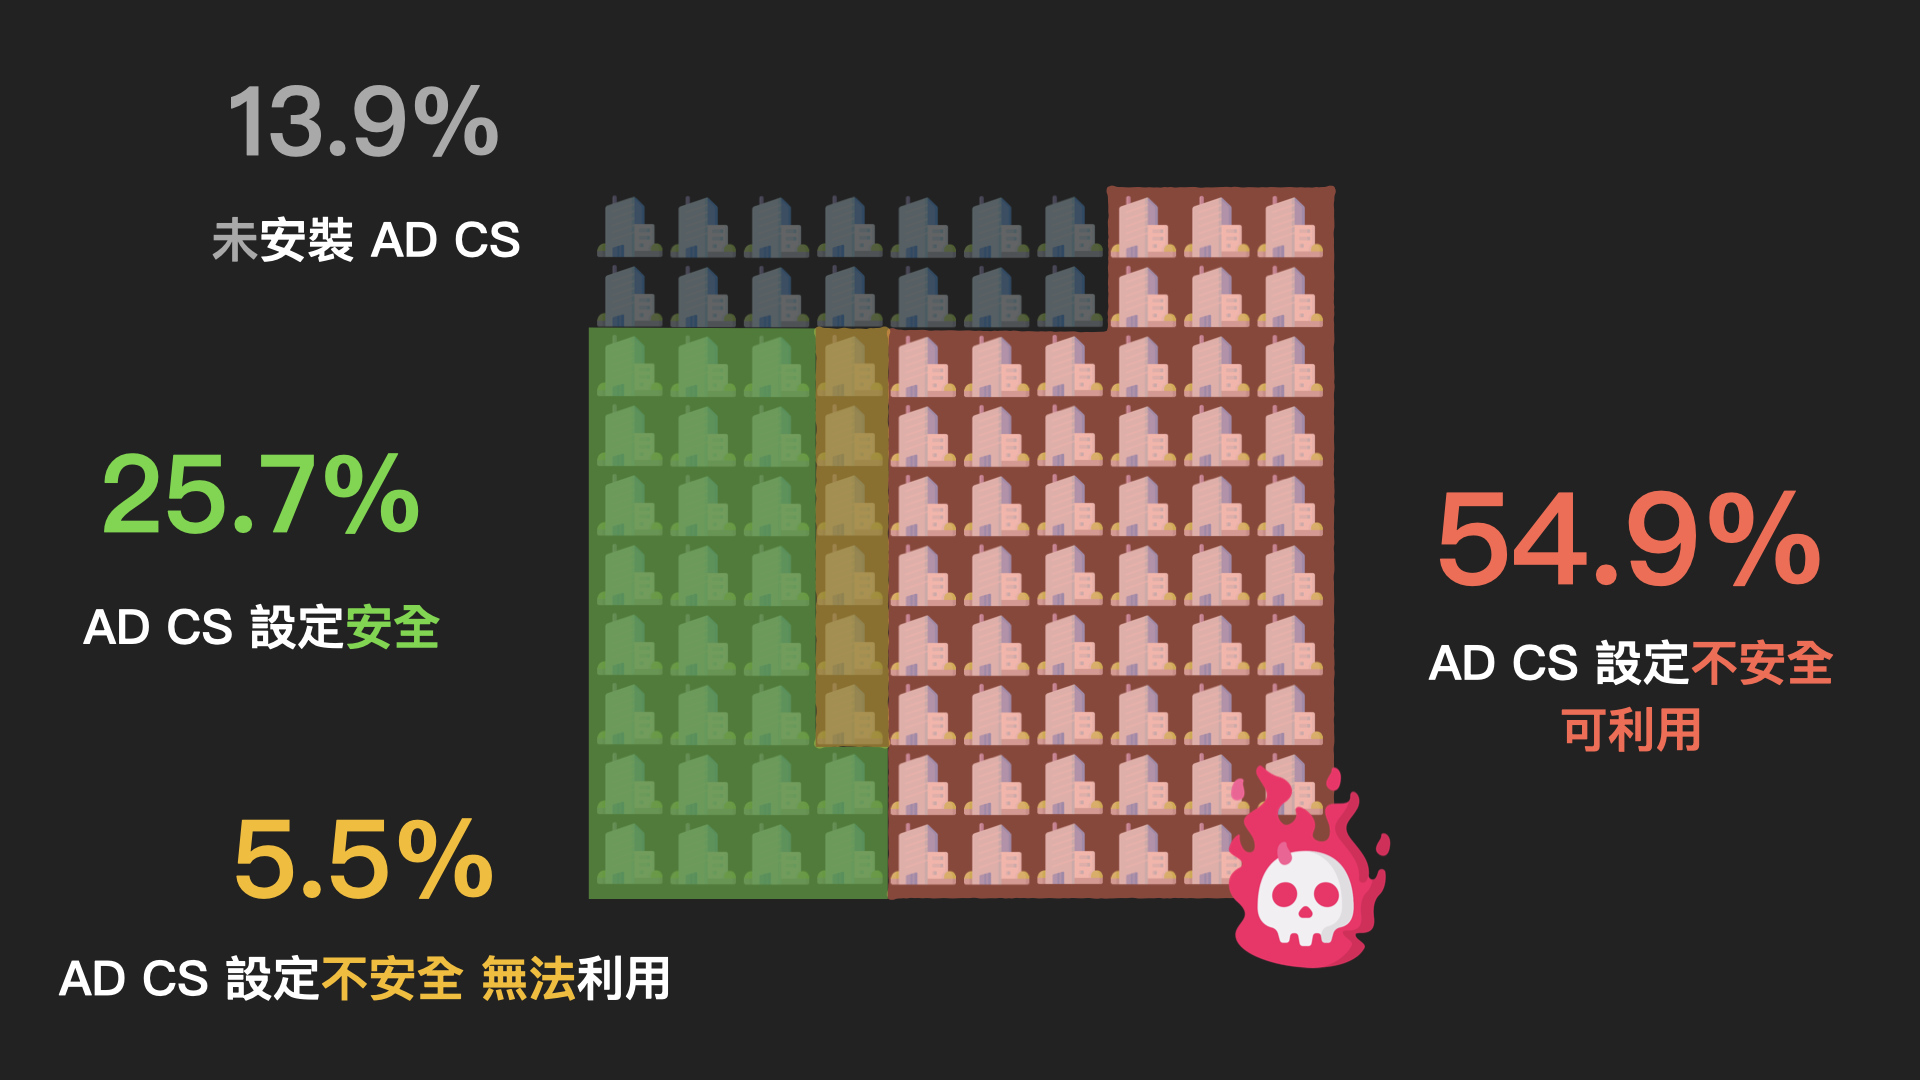 13.9%
未安裝 AD CS
25.7%
AD CS 設定安全
5.5%
AD CS 設定不安全 無法利用
54.9%
AD CS 設定不安全
可利用